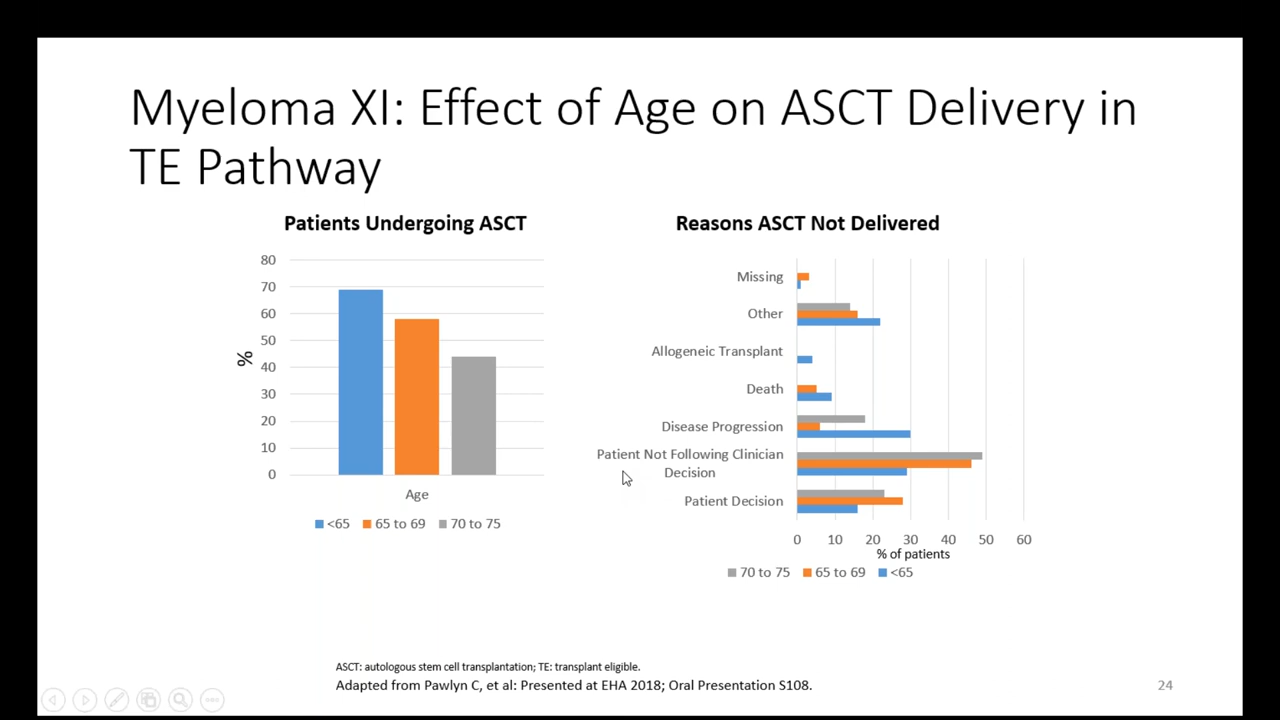 Myeloma XI: Effect of Age on ASCT Delivery in
TE Pathway
Patients Undergoing ASCT
80
70
60
50
40
30
20
10
0
%
Age
<65
65 to 69
70 to 75
Reasons ASCT Not Delivered
Missing
Other
Allogeneic Transplant
Death
Disease Progression
Patient Not Following Clinician
Decision
Patient Decision
0 10 20 30 40 50 60
% of patients
70 to 75
65 to 69
<65
ASCT: autologous stem cell transplantation; TE: transplant eligible.
Adapted from Pawlyn C, et al: Presented at EHA 2018; Oral Presentation S108.
24